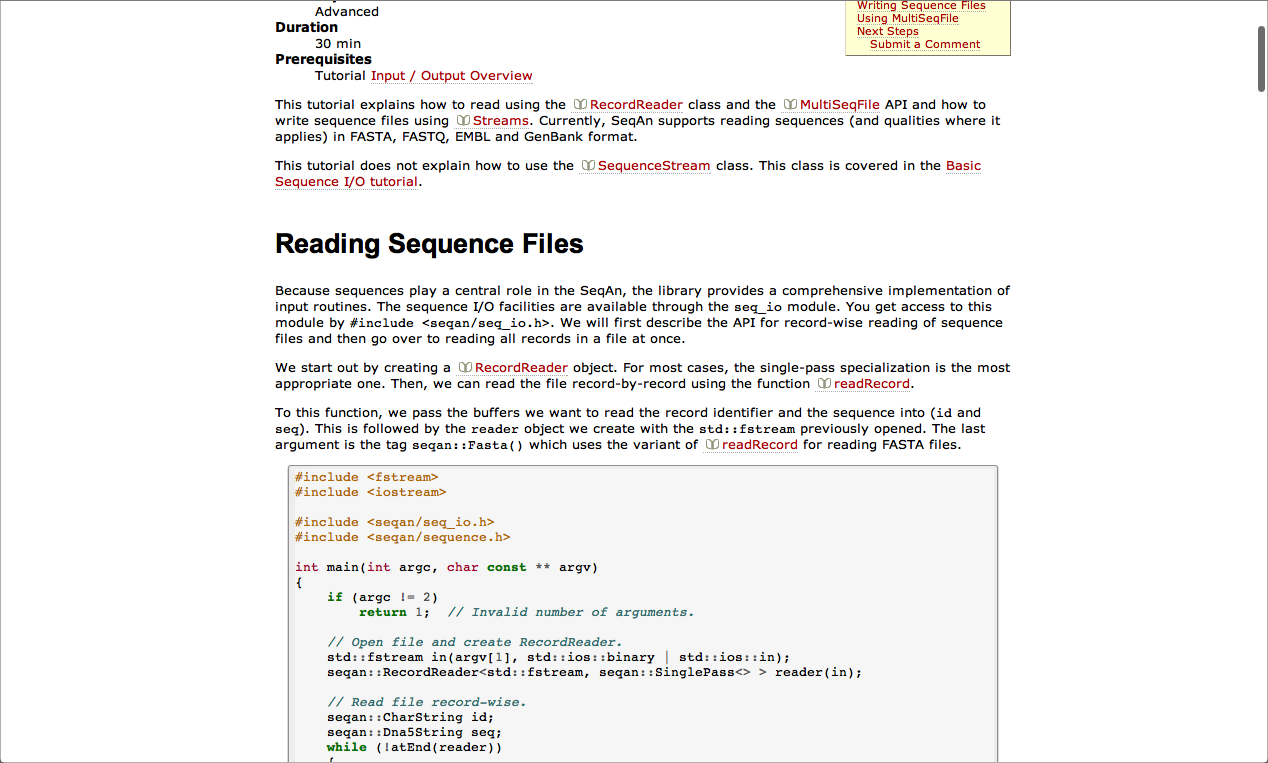 Advanced
Duration
30 min
Prerequisites
Tutorial Input / Output Overview
Writing Sequence Files
Using MultiSeqFile
Next Steps
Submit a Comment
This tutorial explains how to read using the RecordReader class and the MultiSeqFile API and how to
write sequence files using Streams. Currently, SeqAn supports reading sequences (and qualities where it
applies) in FASTA, FASTQ, EMBL and GenBank format.
This tutorial does not explain how to use the SequenceStream class. This class is covered in the Basic
Sequence I/O tutorial.
Reading Sequence Files
Because sequences play a central role in the SeqAn, the library provides a comprehensive implementation of
input routines. The sequence I/O facilities are available through the seq_io module. You get access to this
module by #include <seqan/seq_io.h>. We will first describe the API for record-wise reading of sequence
files and then go over to reading all records in a file at once.
We start out by creating a RecordReader object. For most cases, the single-pass specialization is the most
appropriate one. Then, we can read the file record-by-record using the function readRecord.
To this function, we pass the buffers we want to read the record identifier and the sequence into (id and
seq). This is followed by the reader object we create with the std::fstream previously opened. The last
argument is the tag seqan::Fasta() which uses the variant of readRecord for reading FASTA files.
#include <fstream>
#include <iostream>
#include <seqan/seq_io.h>
#include <seqan/sequence.h>
int main(int argc, char const ** argv)
{
if (argc != 2)
return 1;  // Invalid number of arguments.
// Open file and create RecordReader.
std::fstream in(argv[1], std::ios::binary | std::ios::in);
seqan::RecordReader<std::fstream, seqan::SinglePass<> > reader(in);
// Read file record-wise.
seqan::CharString id;
seqan::Dna5String seq;
while (!atEnd(reader))
{